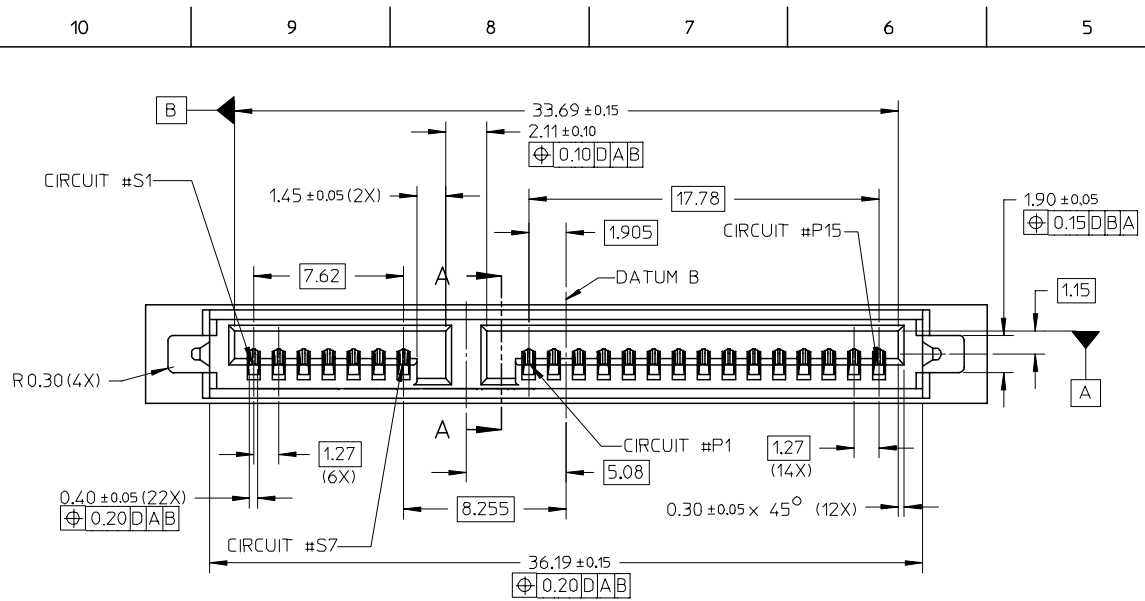 10 9 8 7 6 5
B
33.69 ±0.15
2.11 ±0.10
⌖ 0.10 D A B
CIRCUIT #S1
1.45 ±0.05 (2X)
17.78
1.90 ±0.05
⌖ 0.15 D B A
1.905
CIRCUIT #P15
7.62
A
DATUM B
1.15
R 0.30 (4X)
A
A
CIRCUIT #P1
1.27
(6X)
1.27
(14X)
5.08
0.40 ±0.05 (22X)
⌖ 0.20 D A B
8.255
0.30 ±0.05 x 45° (12X)
CIRCUIT #S7
36.19 ±0.15
⌖ 0.20 D A B